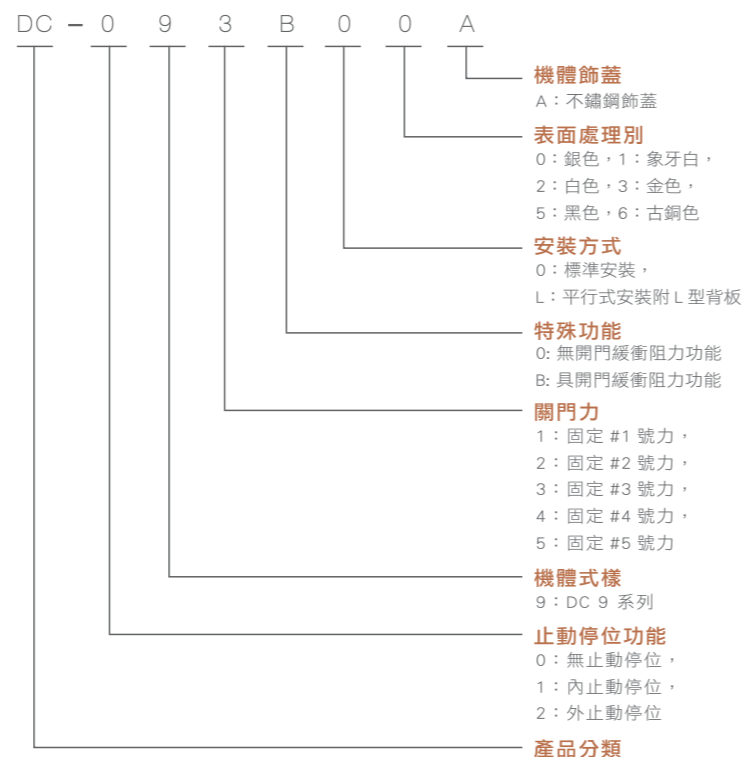 DC – 0 9 3 B 0 0 A
機體飾蓋
A：不鏽鋼飾蓋
表面處理別
0：銀色，1：象牙白，
2：白色，3：金色，
5：黑色，6：古銅色
安裝方式
0：標準安裝，
L：平行式安裝附 L 型背板
特殊功能
0: 無開門緩衝阻力功能
B: 具開門緩衝阻力功能
關門力
1：固定 #1 號力，
2：固定 #2 號力，
3：固定 #3 號力，
4：固定 #4 號力，
5：固定 #5 號力
機體式樣
9：DC 9 系列
止動停位功能
0：無止動停位，
1：內止動停位，
2：外止動停位
產品分類